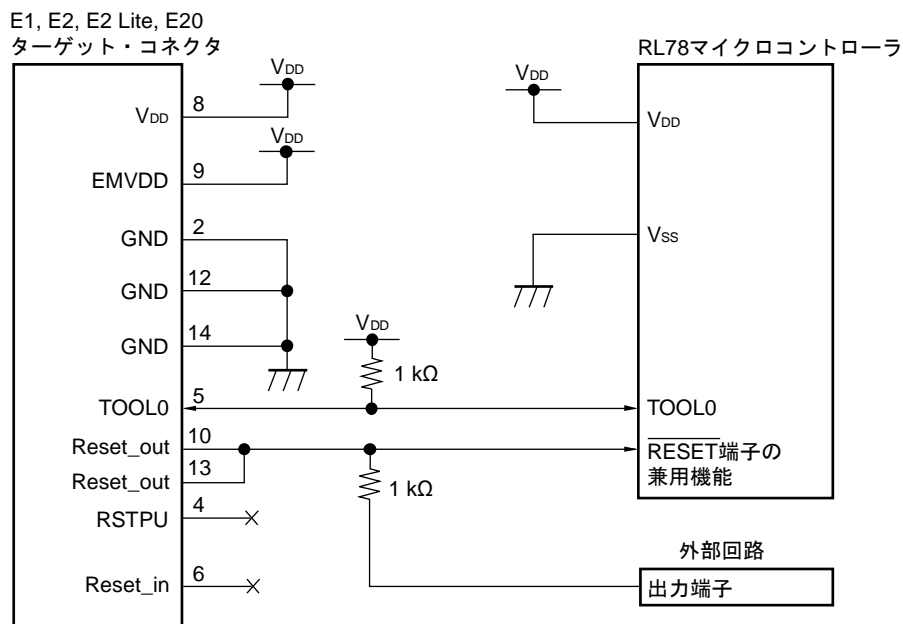 E1, E2, E2 Lite, E20
ターゲット・コネクタ
RL78マイクロコントローラ
VDD
VDD
VDD 8
VDD
VDD
EMVDD 9
GND 2
VSS
GND 12
GND 14
VDD
1 kΩ
TOOL0 5
TOOL0
Reset_out 10
RESET端子の
兼用機能
Reset_out 13
1 kΩ
RSTPU 4
外部回路
Reset_in 6
出力端子